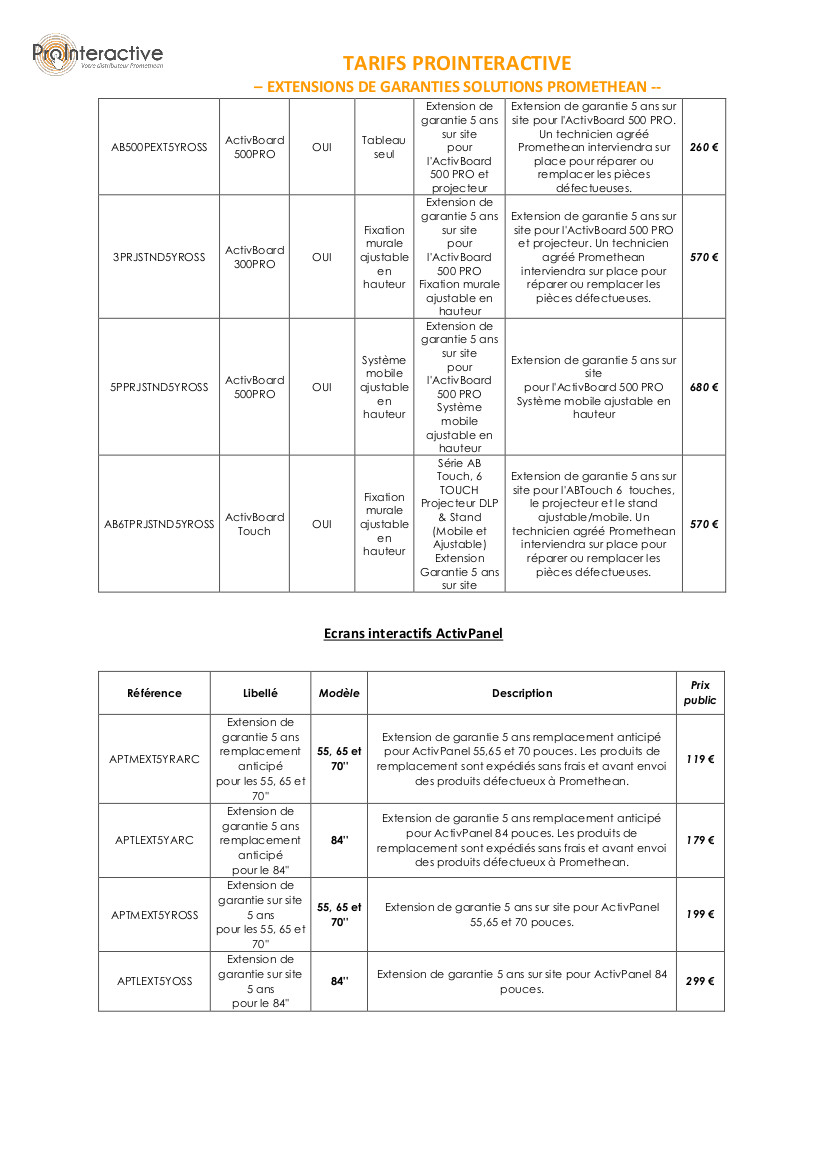 ProInteractive
Votre distributeur Promethean
TARIFS PROINTERACTIVE
– EXTENSIONS DE GARANTIES SOLUTIONS PROMETHEAN --
AB500PEXT5YROSS
ActivBoard
500PRO
OUI
Tableau
seul
Extension de
garantie 5 ans
sur site
pour
l'ActivBoard
500 PRO et
projecteur
Extension de garantie 5 ans sur
site pour l'ActivBoard 500 PRO.
Un technicien agréé
Promethean interviendra sur
place pour réparer ou
remplacer les pièces
défectueuses.
260 €
3PRJSTND5YROSS
ActivBoard
300PRO
OUI
Fixation
murale
ajustable
en
hauteur
Extension de
garantie 5 ans
sur site
pour
l'ActivBoard
500 PRO
Fixation murale
ajustable en
hauteur
Extension de garantie 5 ans sur
site pour l'ActivBoard 500 PRO
et projecteur. Un technicien
agréé Promethean
interviendra sur place pour
réparer ou remplacer les
pièces défectueuses.
570 €
5PPRJSTND5YROSS
ActivBoard
500PRO
OUI
Système
mobile
ajustable
en
hauteur
Extension de
garantie 5 ans
sur site
pour
l'ActivBoard
500 PRO
Système
mobile
ajustable en
hauteur
Extension de garantie 5 ans sur
site
pour l'ActivBoard 500 PRO
Système mobile ajustable en
hauteur
680 €
AB6TPRJSTND5YROSS
ActivBoard
Touch
OUI
Fixation
murale
ajustable
en
hauteur
Série AB
Touch, 6
TOUCH
Projecteur DLP
& Stand
(Mobile et
Ajustable)
Extension
Garantie 5 ans
sur site
Extension de garantie 5 ans sur
site pour l'ABTouch 6 touches,
le projecteur et le stand
ajustable/mobile. Un
technicien agréé Promethean
interviendra sur place pour
réparer ou remplacer les
pièces défectueuses.
570 €
Ecrans interactifs ActivPanel
Référence
Libellé
Modèle
Description
Prix
public
APTMEXT5YRARC
Extension de
garantie 5 ans
remplacement
anticipé
pour les 55, 65 et
70"
55, 65 et
70"
Extension de garantie 5 ans remplacement anticipé
pour ActivPanel 55,65 et 70 pouces. Les produits de
remplacement sont expédiés sans frais et avant envoi
des produits défectueux à Promethean.
119 €
APTLEXT5YARC
Extension de
garantie 5 ans
remplacement
anticipé
pour le 84"
84"
Extension de garantie 5 ans remplacement anticipé
pour ActivPanel 84 pouces. Les produits de
remplacement sont expédiés sans frais et avant envoi
des produits défectueux à Promethean.
179 €
APTMEXT5YROSS
Extension de
garantie sur site
5 ans
pour les 55, 65 et
70"
55, 65 et
70"
Extension de garantie 5 ans sur site pour ActivPanel
55,65 et 70 pouces.
199 €
APTLEXT5YOSS
Extension de
garantie sur site
5 ans
pour le 84"
84"
Extension de garantie 5 ans sur site pour ActivPanel 84
pouces.
299 €